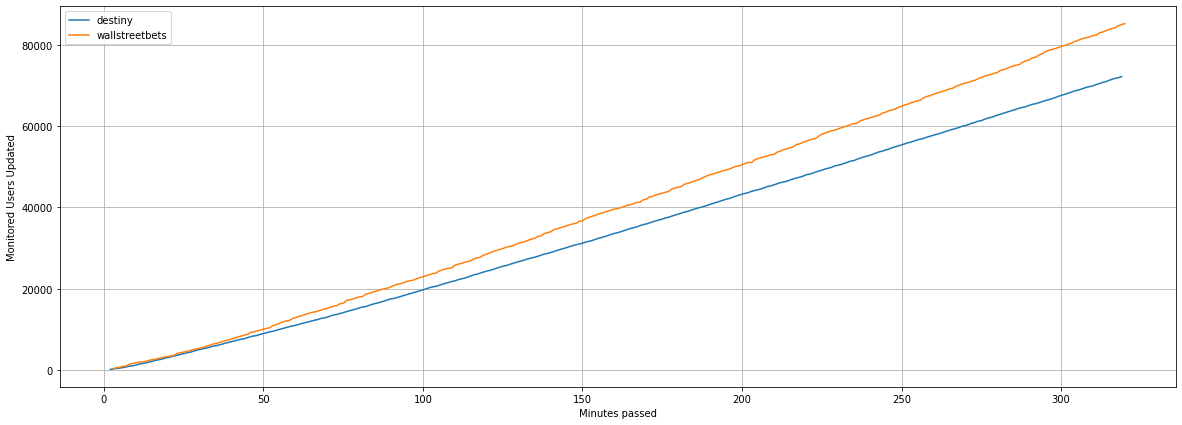 destiny
wallstreetbets
Monitored Users Updated
80000
60000
40000
20000
0
0 50 100 150 200 250 300
Minutes passed